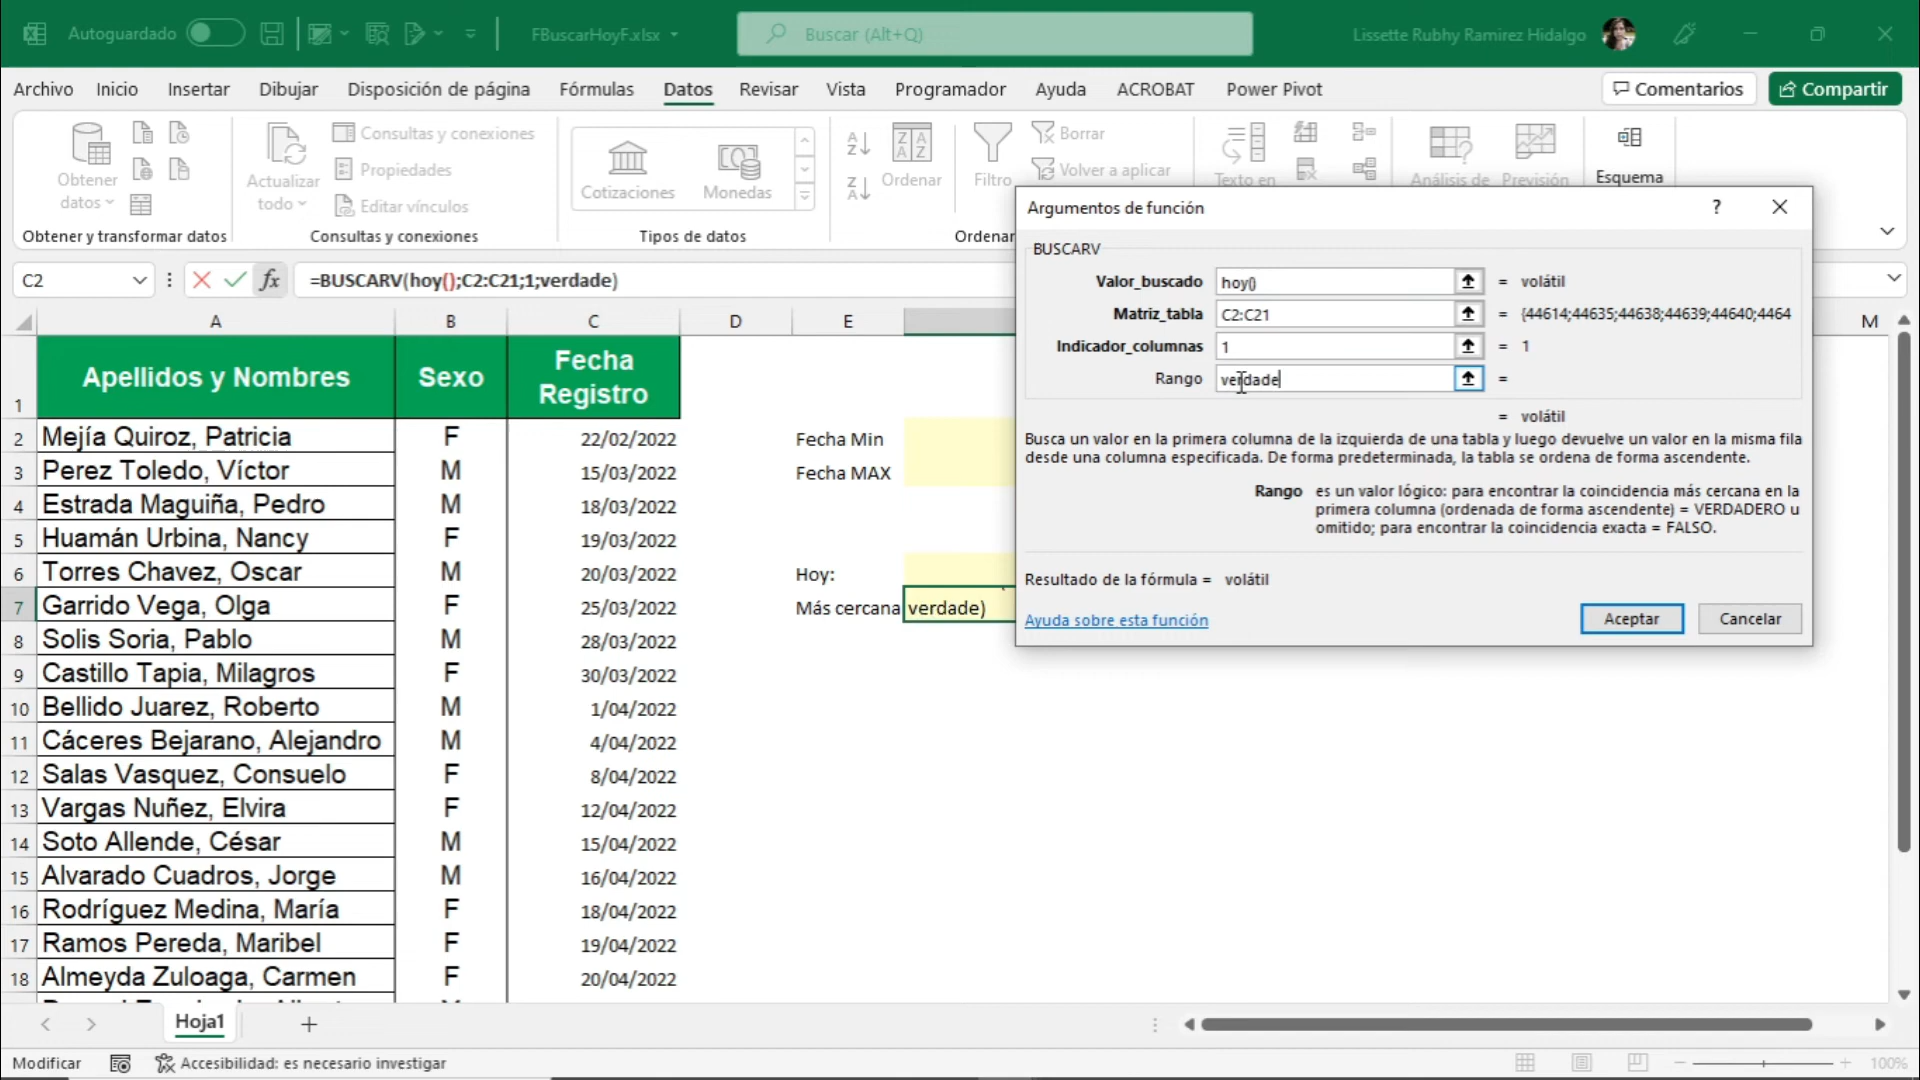 Autoguardado
FBuscarHoyF.xlsx
Buscar (Alt+Q)
Lissette Rubhy Ramirez Hidalgo
Archivo Inicio Insertar Dibujar Disposición de página Fórmulas Datos Revisar Vista Programador Ayuda ACROBAT Power Pivot Comentarios Compartir
Obtener datos
Actualizar todo
Consultas y conexiones
Propiedades
Editar vínculos
Cotizaciones Monedas
Ordenar
Filtro
Borrar
Volver a aplicar
Texto en
Análisis de Previsión
Esquema
Obtener y transformar datos Consultas y conexiones Tipos de datos Ordenar
C2 fx =BUSCARV(hoy();C2:C21;1;verdade)
A B C D E M
1 Apellidos y Nombres Sexo Fecha Registro
2 Mejía Quiroz, Patricia F 22/02/2022 Fecha Min
3 Perez Toledo, Víctor M 15/03/2022 Fecha MAX
4 Estrada Maguiña, Pedro M 18/03/2022
5 Huamán Urbina, Nancy F 19/03/2022
6 Torres Chavez, Oscar M 20/03/2022 Hoy:
7 Garrido Vega, Olga F 25/03/2022 Más cercana verdade)
8 Solis Soria, Pablo M 28/03/2022
9 Castillo Tapia, Milagros F 30/03/2022
10 Bellido Juarez, Roberto M 1/04/2022
11 Cáceres Bejarano, Alejandro M 4/04/2022
12 Salas Vasquez, Consuelo F 8/04/2022
13 Vargas Nuñez, Elvira F 12/04/2022
14 Soto Allende, César M 15/04/2022
15 Alvarado Cuadros, Jorge M 16/04/2022
16 Rodríguez Medina, María F 18/04/2022
17 Ramos Pereda, Maribel F 19/04/2022
18 Almeyda Zuloaga, Carmen F 20/04/2022
Argumentos de función ?
BUSCARV
Valor_buscado hoy() = volátil
Matriz_tabla C2:C21 = {44614;44635;44638;44639;44640;4464
Indicador_columnas 1 = 1
Rango verdade =
= volátil
Busca un valor en la primera columna de la izquierda de una tabla y luego devuelve un valor en la misma fila
desde una columna especificada. De forma predeterminada, la tabla se ordena de forma ascendente.
Rango es un valor lógico: para encontrar la coincidencia más cercana en la
primera columna (ordenada de forma ascendente) = VERDADERO u
omitido; para encontrar la coincidencia exacta = FALSO.
Resultado de la fórmula = volátil
Ayuda sobre esta función Aceptar Cancelar
Hoja1
Modificar Accesibilidad: es necesario investigar 100%